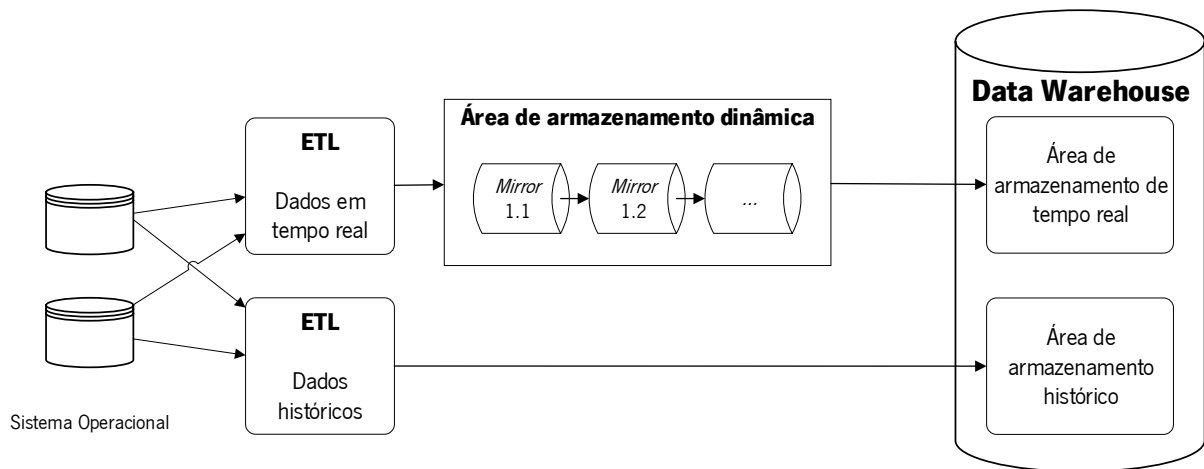 Data Warehouse
Área de armazenamento dinâmica
ETL
Dados em
tempo real
Mirror
1.1
Mirror
1.2
...
Área de
armazenamento de
tempo real
ETL
Dados
históricos
Área de
armazenamento
histórico
Sistema Operacional